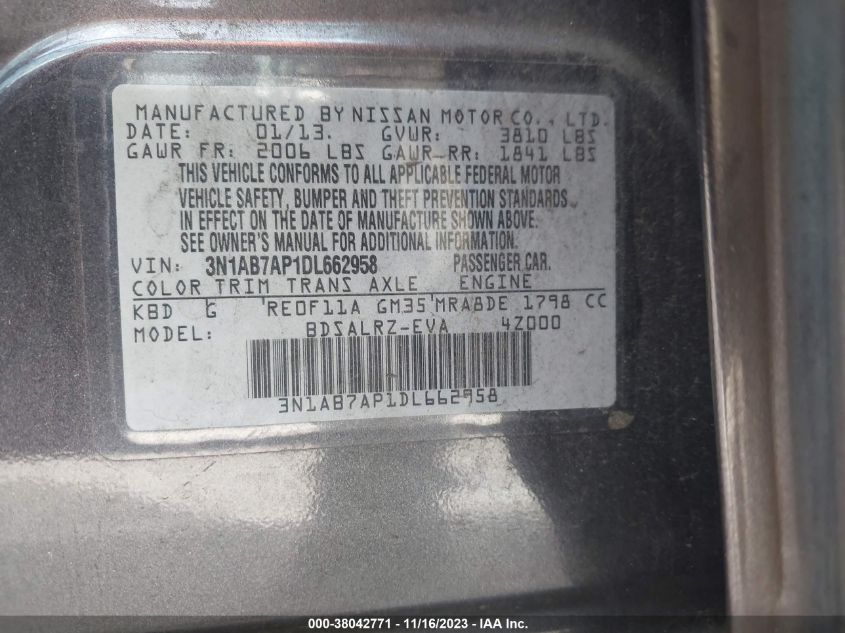 MANUFACTURED BY NISSAN MOTOR CO., LTD.
DATE: 01/13. GVWR: 3810 LBS
GAWR FR: 2006 LBS GAWR-RR: 1841 LBS
THIS VEHICLE CONFORMS TO ALL APPLICABLE FEDERAL MOTOR
VEHICLE SAFETY, BUMPER AND THEFT PREVENTION STANDARDS
IN EFFECT ON THE DATE OF MANUFACTURE SHOWN ABOVE.
SEE OWNER'S MANUAL FOR ADDITIONAL INFORMATION.
VIN: 3N1AB7AP1DL662958 PASSENGER CAR.
COLOR TRIM TRANS AXLE ENGINE
KBD G RE0F11A GM35 MRA8DE 1798 CC
MODEL: BDSALRZ-EVA 4Z000
3N1AB7AP1DL662958
000-38042771 - 11/16/2023 - IAA Inc.